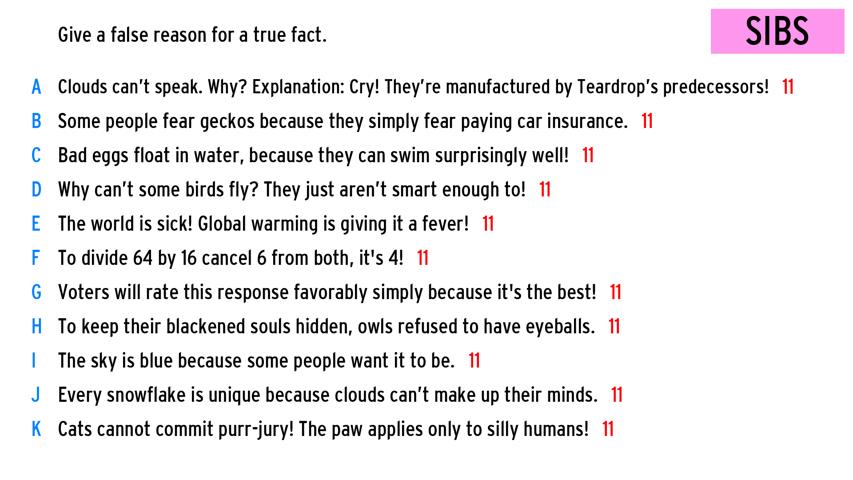 Give a false reason for a true fact.
SIBS
A Clouds can't speak. Why? Explanation: Cry! They're manufactured by Teardrop's predecessors! 11
B Some people fear geckos because they simply fear paying car insurance. 11
C Bad eggs float in water, because they can swim surprisingly well! 11
D Why can't some birds fly? They just aren't smart enough to! 11
E The world is sick! Global warming is giving it a fever! 11
F To divide 64 by 16 cancel 6 from both, it's 4! 11
G Voters will rate this response favorably simply because it's the best! 11
H To keep their blackened souls hidden, owls refused to have eyeballs. 11
I The sky is blue because some people want it to be. 11
J Every snowflake is unique because clouds can't make up their minds. 11
K Cats cannot commit purr-jury! The paw applies only to silly humans! 11